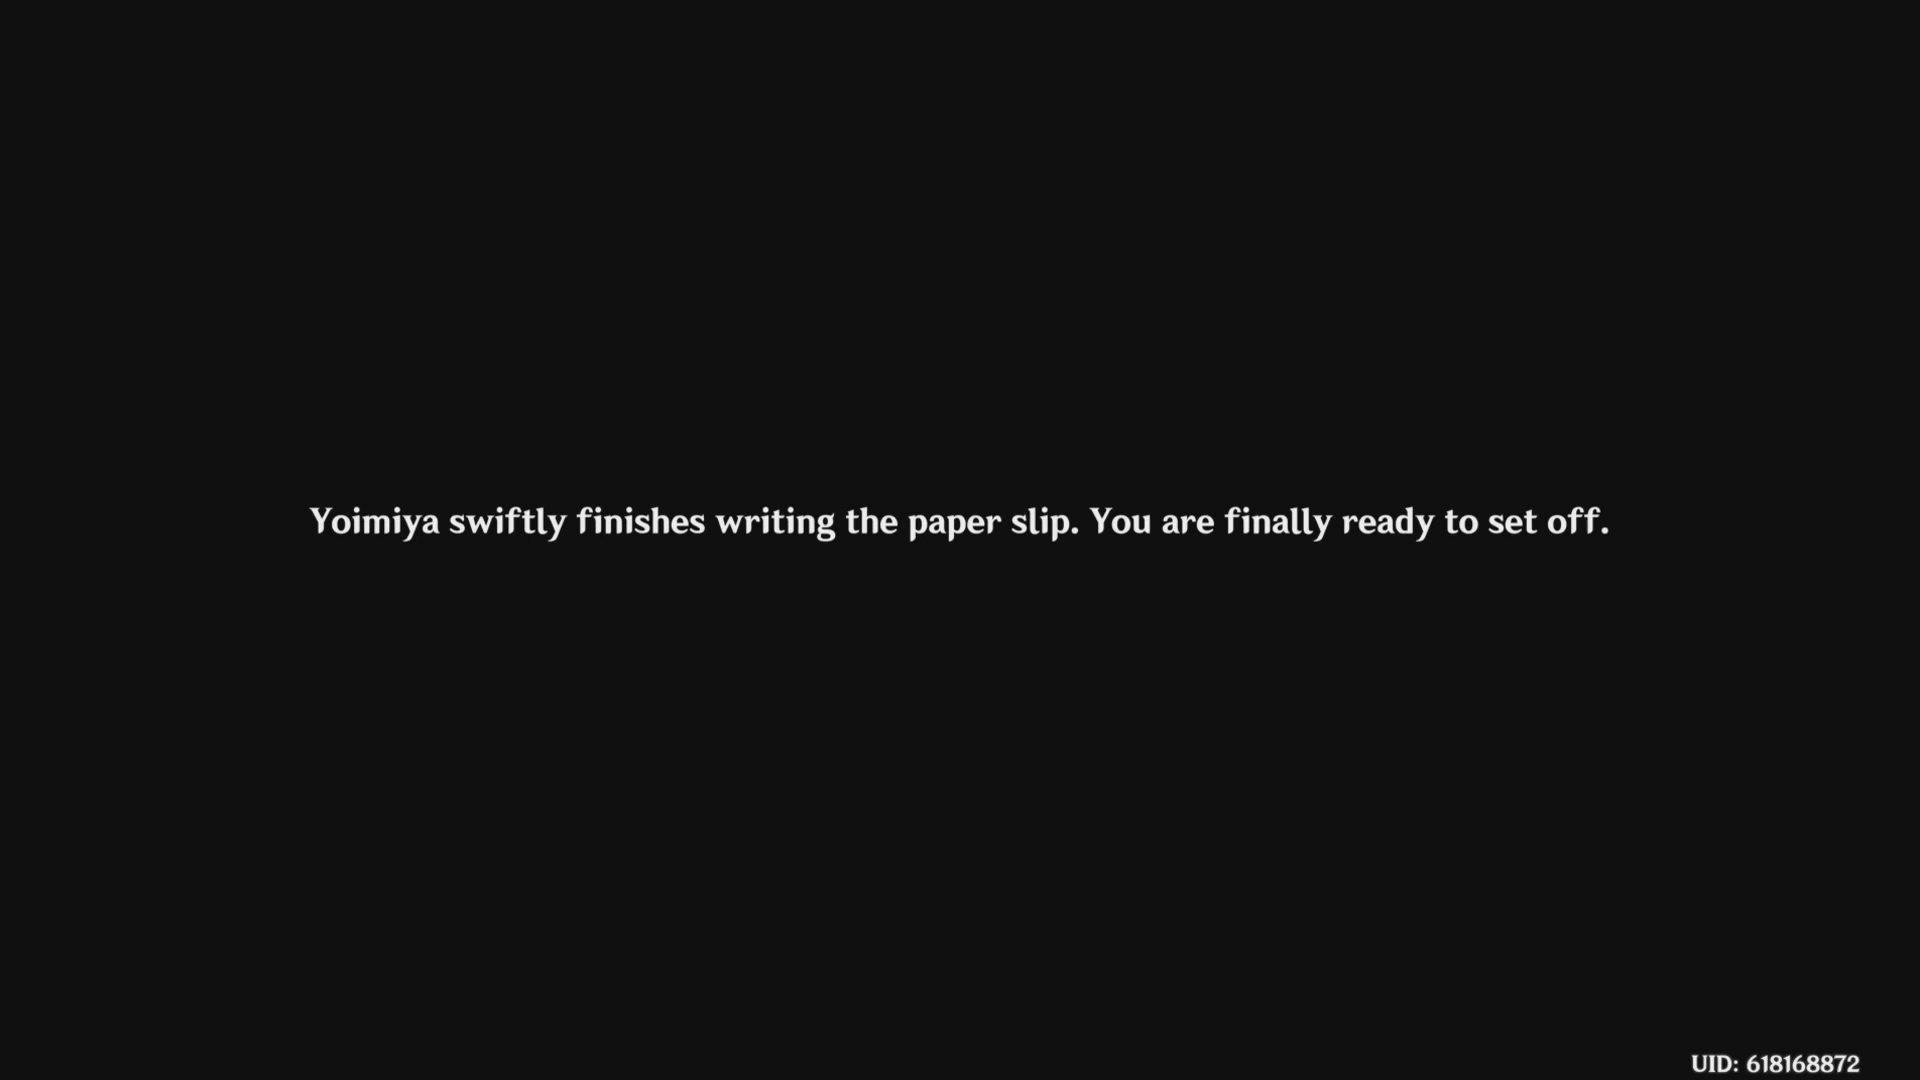 Yoimiya swiftly finishes writing the paper slip. You are finally ready to set off.
UID: 618168872